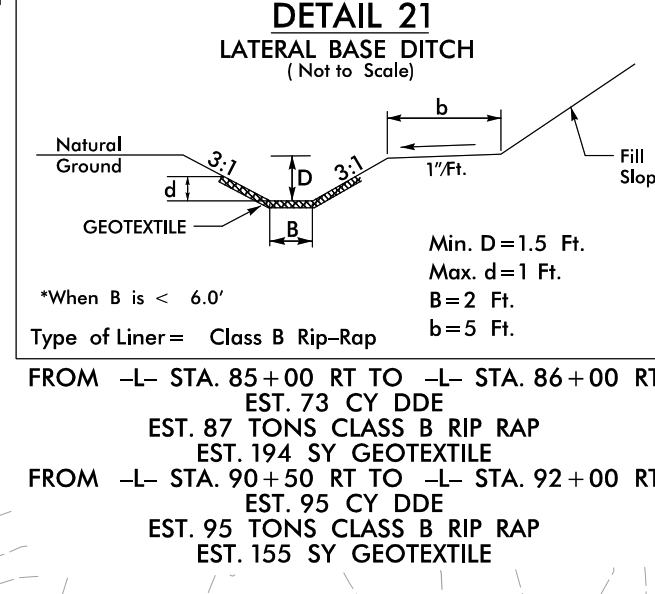 DETAIL 21
LATERAL BASE DITCH
( Not to Scale)
b
Natural
Ground
3:1
D
3:1
1"/Ft.
Fill
Slop
d
GEOTEXTILE
B
Min. D=1.5 Ft.
Max. d=1 Ft.
B=2 Ft.
b=5 Ft.
*When B is < 6.0'
Type of Liner= Class B Rip-Rap
FROM -L- STA. 85+00 RT TO -L- STA. 86+00 RT
EST. 73 CY DDE
EST. 87 TONS CLASS B RIP RAP
EST. 194 SY GEOTEXTILE
FROM -L- STA. 90+50 RT TO -L- STA. 92+00 RT
EST. 95 CY DDE
EST. 95 TONS CLASS B RIP RAP
EST. 155 SY GEOTEXTILE